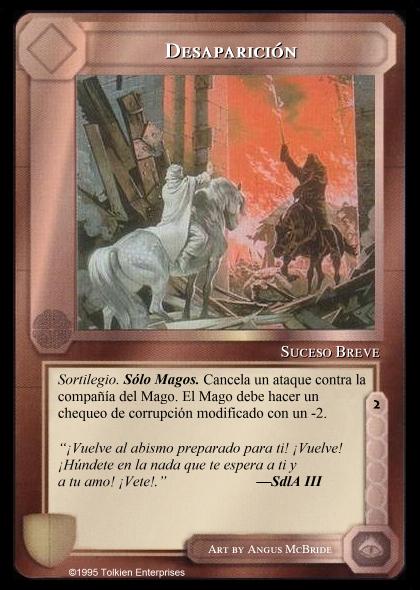 DESAPARICIÓN
SUCESO BREVE
Sortilegio. Sólo Magos. Cancela un ataque contra la
compañía del Mago. El Mago debe hacer un
chequeo de corrupción modificado con un -2.
2
“¡Vuelve al abismo preparado para ti! ¡Vuelve!
¡Húndete en la nada que te espera a ti y
a tu amo! ¡Vete!.” —SdlA III
ART BY ANGUS MCBRIDE
©1995 Tolkien Enterprises